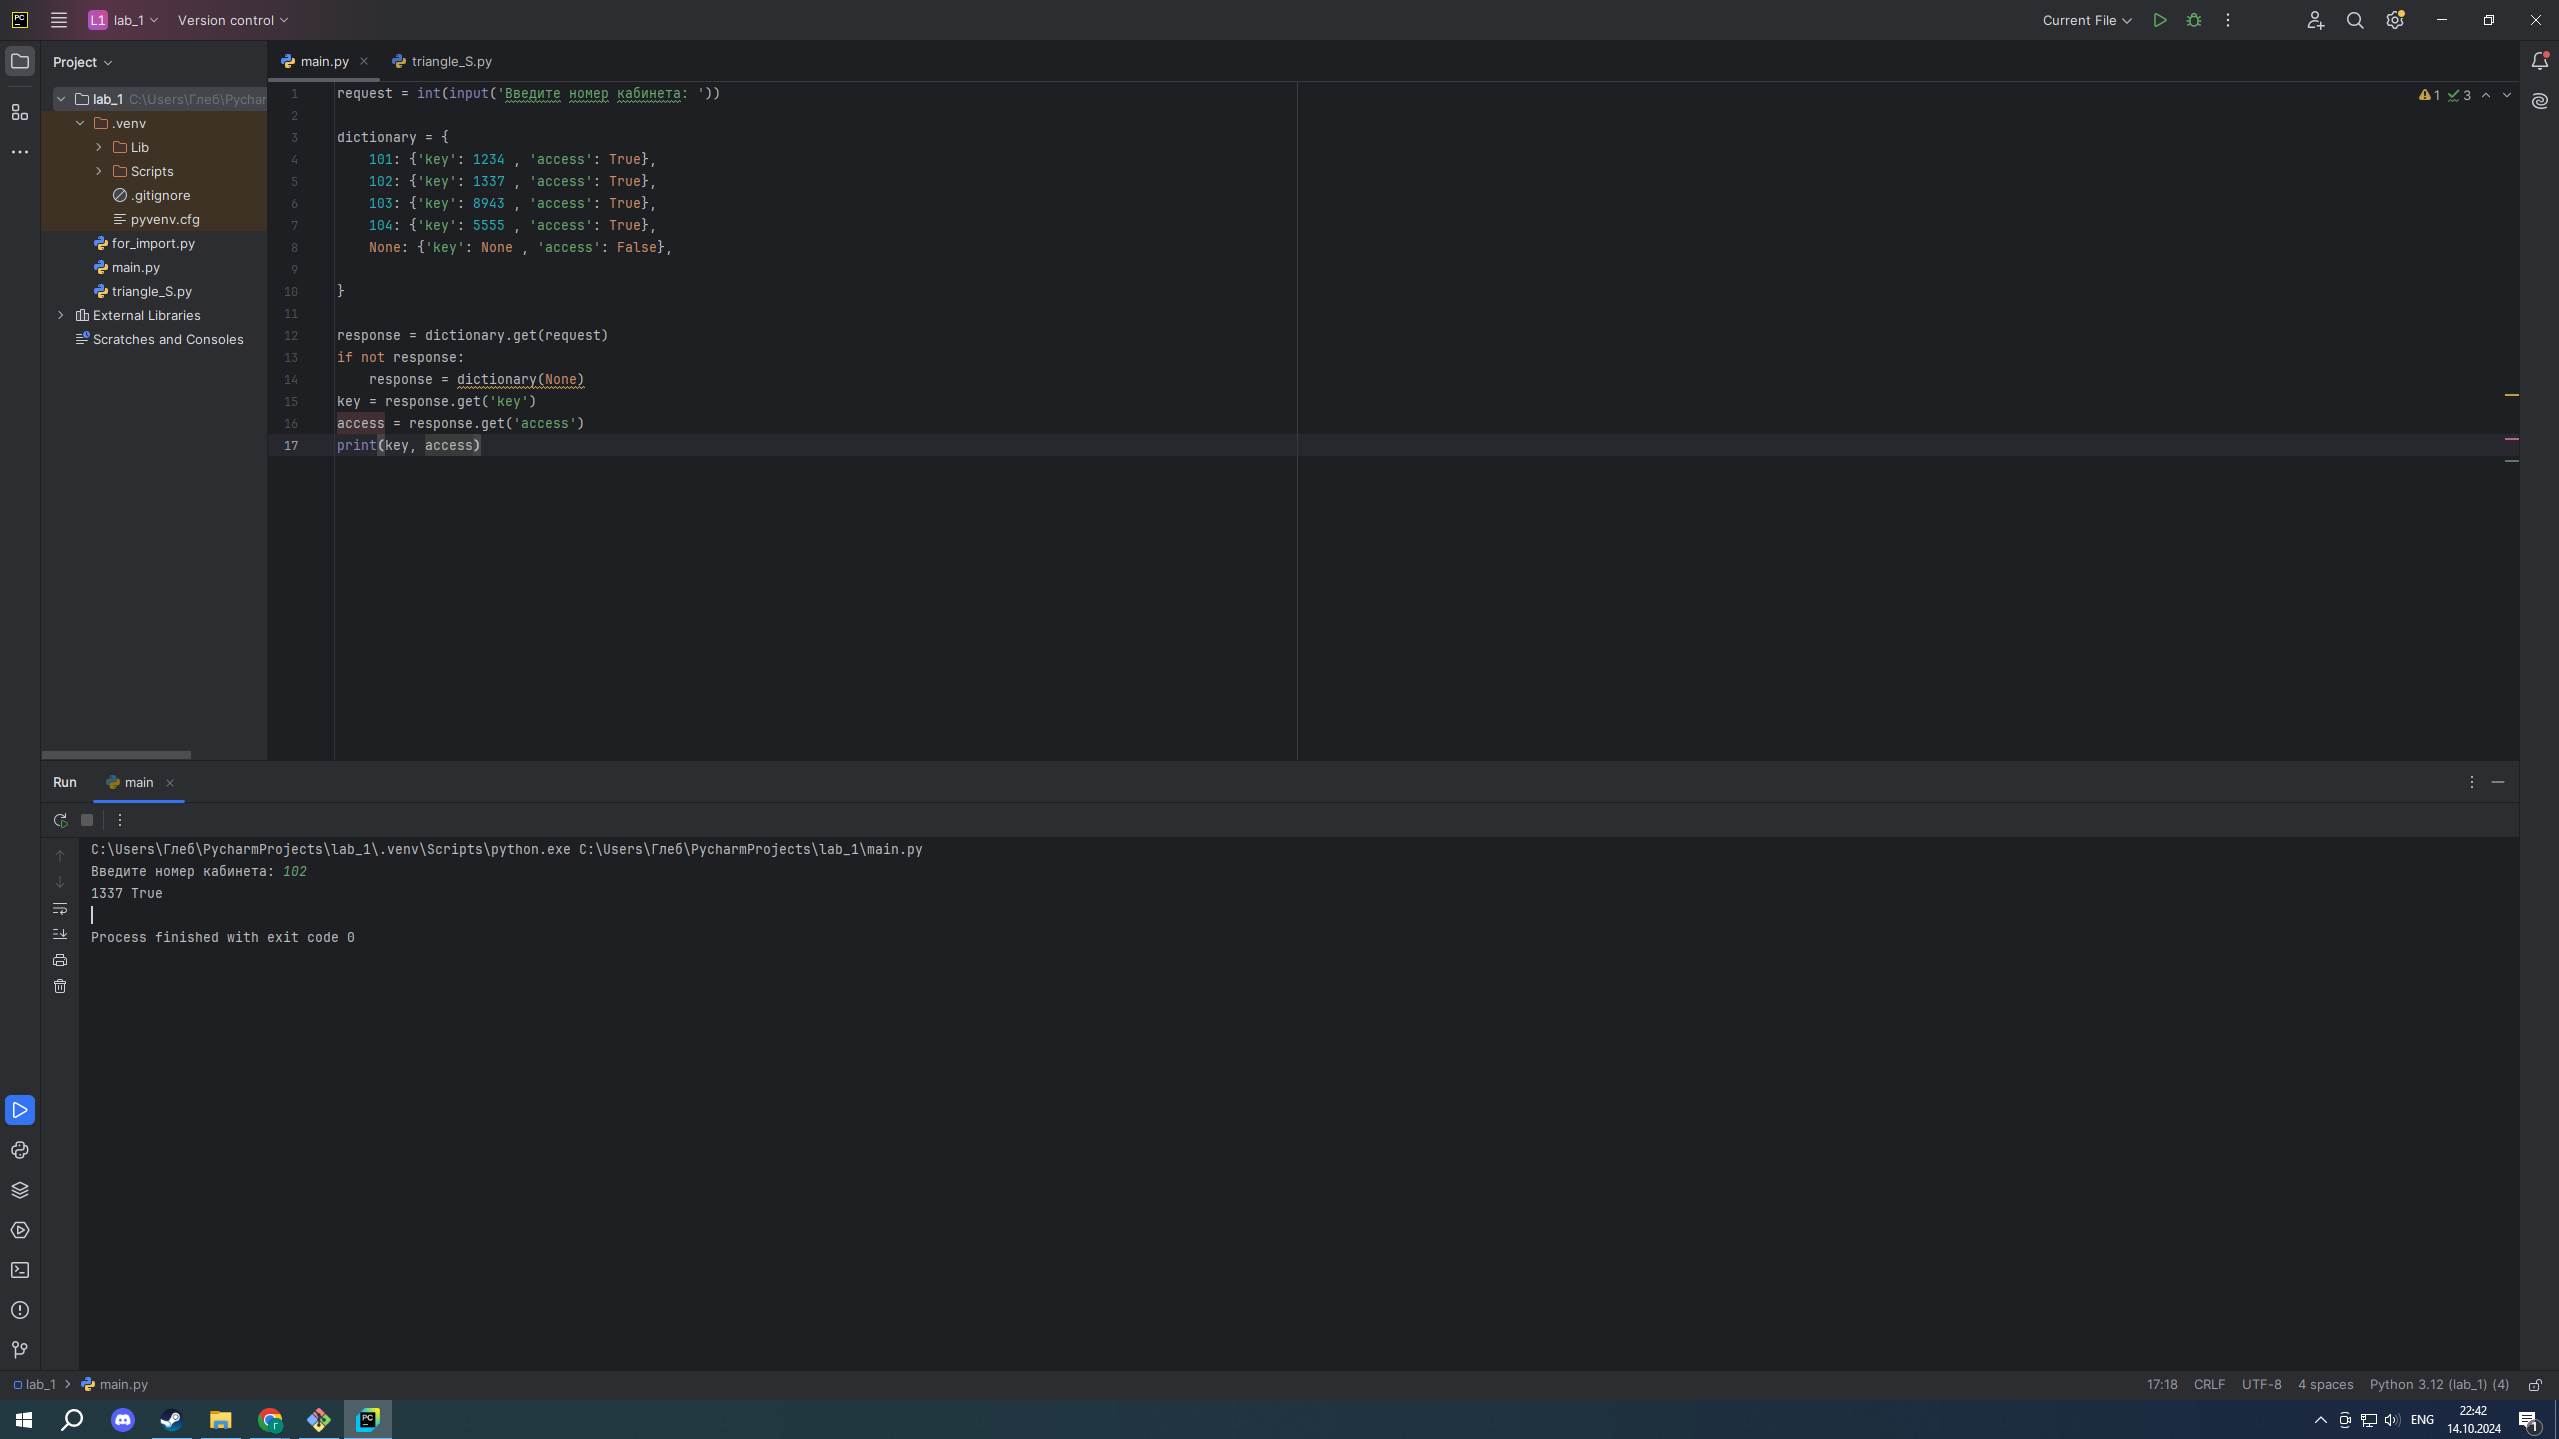 PC L1 lab_1 Version control Current File
Project main.py triangle_S.py
lab_1 C:\Users\Глеб\Pychar
.venv
Lib
Scripts
.gitignore
pyvenv.cfg
for_import.py
main.py
triangle_S.py
External Libraries
Scratches and Consoles
1 request = int(input('Введите номер кабинета: ')) 1 3
2
3 dictionary = {
4 101: {'key': 1234 , 'access': True},
5 102: {'key': 1337 , 'access': True},
6 103: {'key': 8943 , 'access': True},
7 104: {'key': 5555 , 'access': True},
8 None: {'key': None , 'access': False},
9
10 }
11
12 response = dictionary.get(request)
13 if not response:
14 response = dictionary(None)
15 key = response.get('key')
16 access = response.get('access')
17 print(key, access)
Run main
C:\Users\Глеб\PycharmProjects\lab_1\.venv\Scripts\python.exe C:\Users\Глеб\PycharmProjects\lab_1\main.py
Введите номер кабинета: 102
1337 True
Process finished with exit code 0
lab_1 main.py 17:18 CRLF UTF-8 4 spaces Python 3.12 (lab_1) (4)
PC ENG 22:42 1
14.10.2024